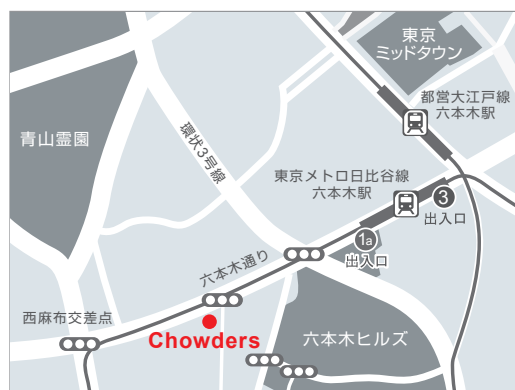 東京
ミッドタウン
都営大江戸線
六本木駅
青山霊園
環状3号線
東京メトロ日比谷線
六本木駅
3
出入口
1a
出入口
六本木通り
西麻布交差点
Chowders
六本木ヒルズ